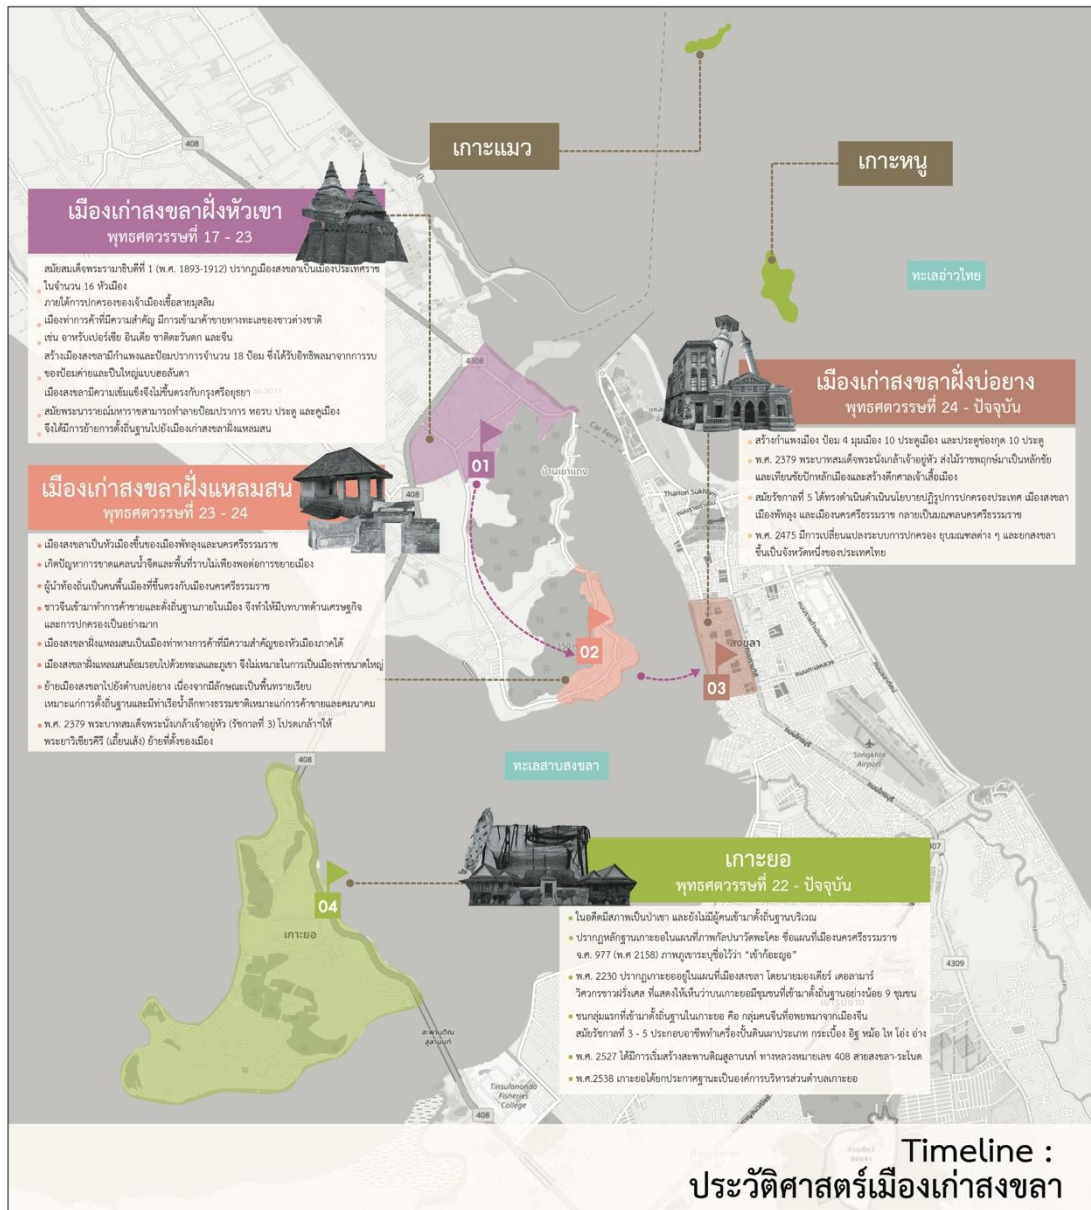 เกาะแมว
เกาะหนู
ทะเลอ่าวไทย
408
เมืองเก่าสงขลาฝั่งหัวเขา
พุทธศตวรรษที่ 17 - 23
สมัยสมเด็จพระรามาธิบดีที่ 1 (พ.ศ. 1893-1912) ปรากฏเมืองสงขลาเป็นเมืองประเทศราช
ในจำนวน 16 หัวเมือง
ภายใต้การปกครองของเจ้าเมืองเชื้อสายมุสลิม
เมืองท่าการค้าที่มีความสำคัญ มีการเข้ามาค้าขายทางทะเลของชาวต่างชาติ
เช่น อาหรับเปอร์เซีย อินเดีย ชาติตะวันตก และจีน
สร้างเมืองสงขลามีกำแพงและป้อมปราการจำนวน 18 ป้อม ซึ่งได้รับอิทธิพลมาจากการรบ
ของป้อมค่ายและปืนใหญ่แบบฮอลันดา
เมืองสงขลามีความเข้มแข็งจึงไม่ขึ้นตรงกับกรุงศรีอยุธยา
สมัยพระนารายณ์มหาราชสามารถทำลายป้อมปราการ หอรบ ประตู และคูเมือง
จึงได้มีการย้ายการตั้งถิ่นฐานไปยังเมืองเก่าสงขลาฝั่งแหลมสน
4308
01
บ้านเขาแดง
Car Ferry
Thanon Sukhum
เมืองเก่าสงขลาฝั่งบ่อยาง
พุทธศตวรรษที่ 24 - ปัจจุบัน
สร้างกำแพงเมือง ป้อม 4 มุมเมือง 10 ประตูเมือง และประตูช่องกุด 10 ประตู
พ.ศ. 2379 พระบาทสมเด็จพระนั่งเกล้าเจ้าอยู่หัว ส่งไม้ราชพฤกษ์มาเป็นหลักชัย
และเทียนชัยปักหลักเมืองและสร้างตึกศาลเจ้าเสื้อเมือง
สมัยรัชกาลที่ 5 ได้ทรงดำเนินดำเนินนโยบายปฏิรูปการปกครองประเทศ เมืองสงขลา
เมืองพัทลุง และเมืองนครศรีธรรมราช กลายเป็นมณฑลนครศรีธรรมราช
พ.ศ. 2475 มีการเปลี่ยนแปลงระบบการปกครอง ยุบมณฑลต่าง ๆ และยกสงขลา
ขึ้นเป็นจังหวัดหนึ่งของประเทศไทย
เมืองเก่าสงขลาฝั่งแหลมสน
พุทธศตวรรษที่ 23 - 24
408
เมืองสงขลาเป็นหัวเมืองขึ้นของเมืองพัทลุงและนครศรีธรรมราช
เกิดปัญหาการขาดแคลนน้ำจืดและพื้นที่ราบไม่เพียงพอต่อการขยายเมือง
ผู้นำท้องถิ่นเป็นคนพื้นเมืองที่ขึ้นตรงกับเมืองนครศรีธรรมราช
ชาวจีนเข้ามาทำการค้าขายและตั้งถิ่นฐานภายในเมือง จึงทำให้มีบทบาทด้านเศรษฐกิจ
และการปกครองเป็นอย่างมาก
เมืองสงขลาฝั่งแหลมสนเป็นเมืองท่าทางการค้าที่มีความสำคัญของหัวเมืองภาคใต้
เมืองสงขลาฝั่งแหลมสนล้อมรอบไปด้วยทะเลและภูเขา จึงไม่เหมาะในการเป็นเมืองท่าขนาดใหญ่
ย้ายเมืองสงขลาไปยังตำบลบ่อยาง เนื่องจากมีลักษณะเป็นพื้นทรายเรียบ
เหมาะแก่การตั้งถิ่นฐานและมีท่าเรือน้ำลึกทางธรรมชาติเหมาะแก่การค้าขายและคมนาคม
พ.ศ. 2379 พระบาทสมเด็จพระนั่งเกล้าเจ้าอยู่หัว (รัชกาลที่ 3) โปรดเกล้าฯให้
พระยาวิเชียรคีรี (เถี้ยนเส้ง) ย้ายที่ตั้งของเมือง
02
สงขลา
03
Songkhla
Airport
ทะเลสาบสงขลา
408
407
4309
04
เกาะยอ
เกาะยอ
พุทธศตวรรษที่ 22 - ปัจจุบัน
ในอดีตมีสภาพเป็นป่าเขา และยังไม่มีผู้คนเข้ามาตั้งถิ่นฐานบริเวณ
ปรากฏหลักฐานเกาะยอในแผนที่ภาพกัลปนาวัดพะโคะ ชื่อแผนที่เมืองนครศรีธรรมราช
จ.ศ. 977 (พ.ศ 2158) ภาพภูเขาระบุชื่อไว้ว่า “เข้าก้อะญอ”
พ.ศ. 2230 ปรากฏเกาะยออยู่ในแผนที่เมืองสงขลา โดยนายมองเดียร์ เดอลามาร์
วิศวกรชาวฝรั่งเศส ที่แสดงให้เห็นว่าบนเกาะยอมีชุมชนที่เข้ามาตั้งถิ่นฐานอย่างน้อย 9 ชุมชน
ชนกลุ่มแรกที่เข้ามาตั้งถิ่นฐานในเกาะยอ คือ กลุ่มคนจีนที่อพยพมาจากเมืองจีน
สมัยรัชกาลที่ 3 - 5 ประกอบอาชีพทำเครื่องปั้นดินเผาประเภท กระเบื้อง อิฐ หม้อ ไห โอ่ง อ่าง
พ.ศ. 2527 ได้มีการเริ่มสร้างสะพานติณสูลานนท์ ทางหลวงหมายเลข 408 สายสงขลา-ระโนด
พ.ศ.2538 เกาะยอได้ยกประกาศฐานะเป็นองค์การบริหารส่วนตำบลเกาะยอ
สะพานติณ
สูลานนท์
Tinsulanonda
Fisheries
College
408
Timeline :
ประวัติศาสตร์เมืองเก่าสงขลา